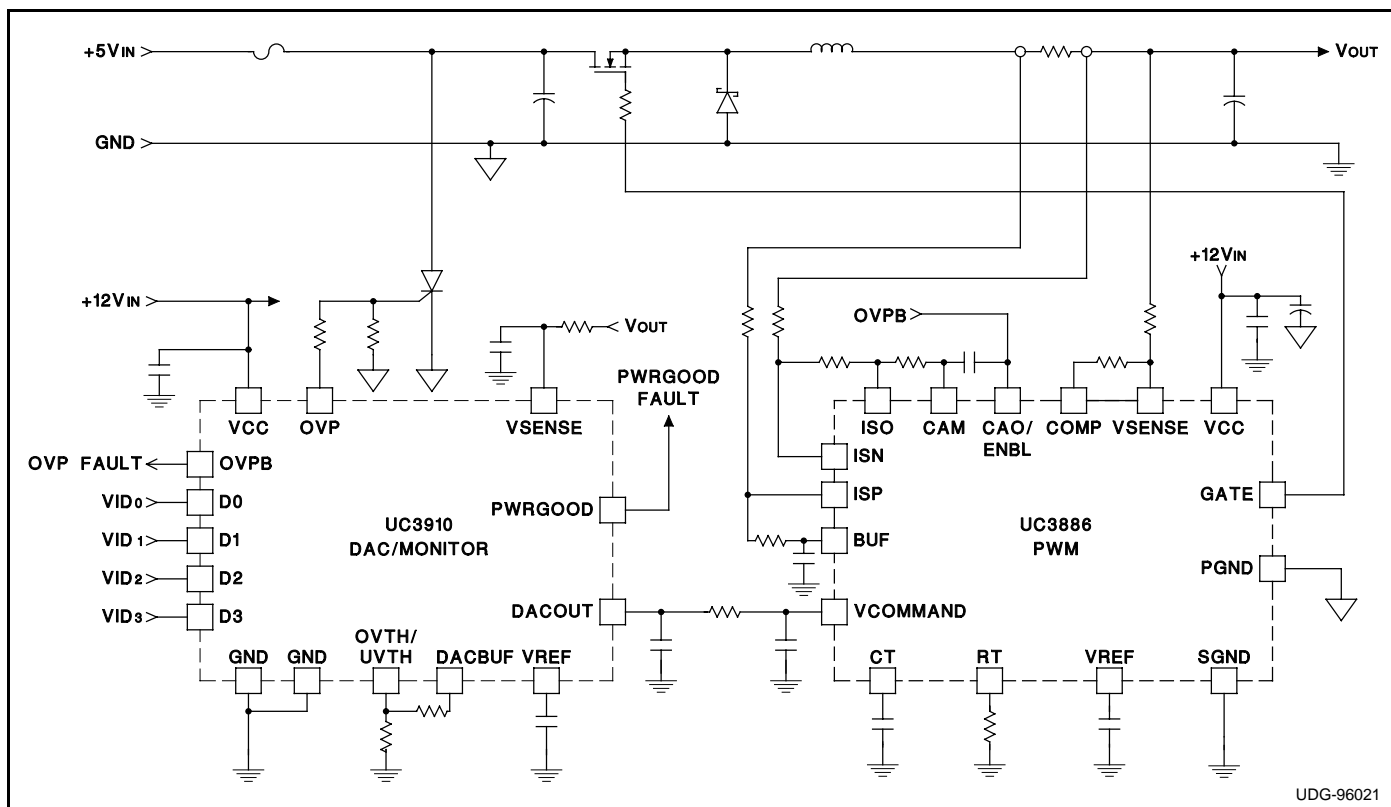 +5VIN
VOUT
GND
+12VIN
+12VIN
OVPB
VOUT
PWRGOOD
FAULT
VCC
OVP
VSENSE
ISO
CAM
CAO/
ENBL
COMP
VSENSE
VCC
OVP FAULT
OVPB
ISN
VID0
D0
PWRGOOD
ISP
GATE
VID1
D1
UC3910
DAC/MONITOR
BUF
UC3886
PWM
VID2
D2
PGND
VID3
D3
DACOUT
VCOMMAND
GND
GND
OVTH/
UVTH
DACBUF
VREF
CT
RT
VREF
SGND
UDG-96021